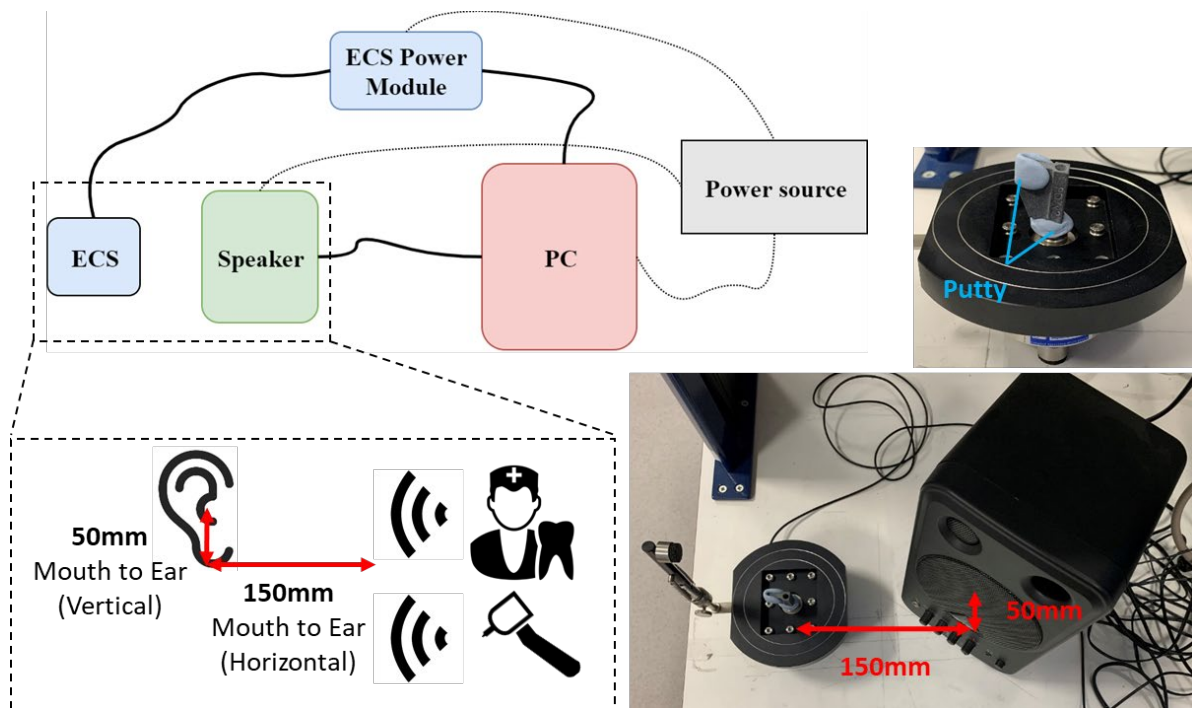 ECS Power
Module
Power source
ECS
Speaker
PC
Putty
50mm
Mouth to Ear
(Vertical)
150mm
Mouth to Ear
(Horizontal)
50mm
150mm